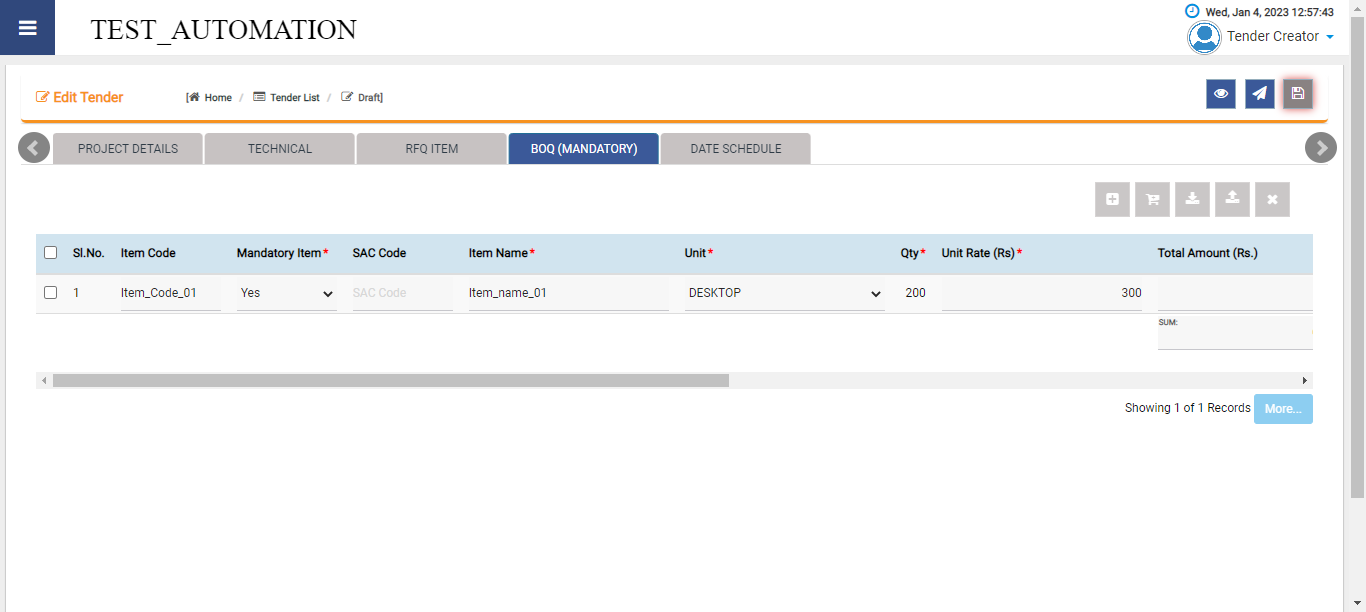 TEST_AUTOMATION
Wed, Jan 4, 2023 12:57:43
Tender Creator
Edit Tender
[ Home / Tender List / Draft]
PROJECT DETAILS TECHNICAL RFQ ITEM BOQ (MANDATORY) DATE SCHEDULE
Sl.No. Item Code Mandatory Item* SAC Code Item Name* Unit* Qty* Unit Rate (Rs)* Total Amount (Rs.)
1 Item_Code_01 Yes SAC Code Item_name_01 DESKTOP 200 300
SUM:
Showing 1 of 1 Records More...